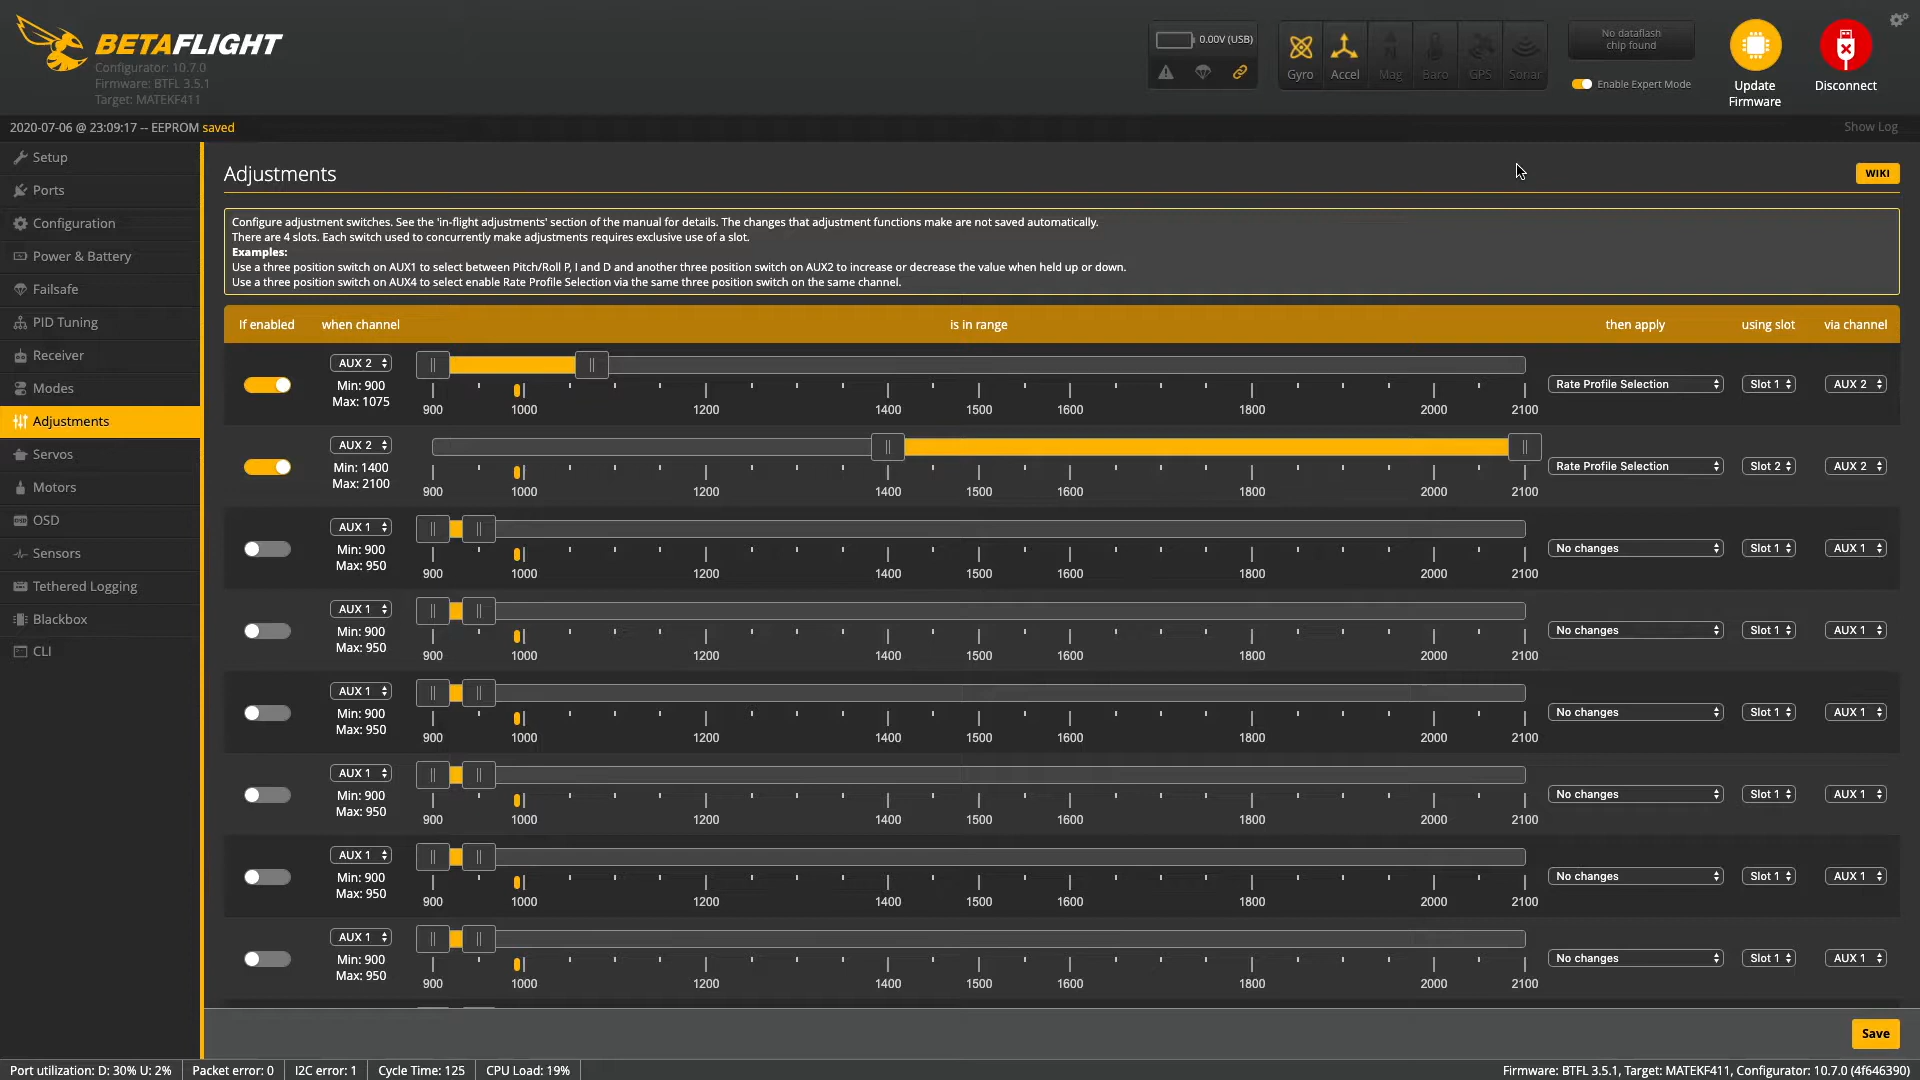 BETAFLIGHT
Configurator: 10.7.0
Firmware: BTFL 3.5.1
Target: MATEKF411
0.00V (USB)
Gyro Accel Mag Baro GPS Sonar
No dataflash
chip found
Enable Expert Mode
Update
Firmware
Disconnect
2020-07-06 @ 23:09:17 -- EEPROM saved
Show Log
Setup
Ports
Configuration
Power & Battery
Failsafe
PID Tuning
Receiver
Modes
Adjustments
Servos
Motors
OSD
Sensors
Tethered Logging
Blackbox
CLI
Adjustments
WIKI
Configure adjustment switches. See the 'in-flight adjustments' section of the manual for details. The changes that adjustment functions make are not saved automatically.
There are 4 slots. Each switch used to concurrently make adjustments requires exclusive use of a slot.
Examples:
Use a three position switch on AUX1 to select between Pitch/Roll P, I and D and another three position switch on AUX2 to increase or decrease the value when held up or down.
Use a three position switch on AUX4 to select enable Rate Profile Selection via the same three position switch on the same channel.
If enabled when channel is in range then apply using slot via channel
AUX 2
Min: 900
Max: 1075
900 1000 1200 1400 1500 1600 1800 2000 2100
Rate Profile Selection Slot 1 AUX 2
AUX 2
Min: 1400
Max: 2100
900 1000 1200 1400 1500 1600 1800 2000 2100
Rate Profile Selection Slot 2 AUX 2
AUX 1
Min: 900
Max: 950
900 1000 1200 1400 1500 1600 1800 2000 2100
No changes Slot 1 AUX 1
AUX 1
Min: 900
Max: 950
900 1000 1200 1400 1500 1600 1800 2000 2100
No changes Slot 1 AUX 1
AUX 1
Min: 900
Max: 950
900 1000 1200 1400 1500 1600 1800 2000 2100
No changes Slot 1 AUX 1
AUX 1
Min: 900
Max: 950
900 1000 1200 1400 1500 1600 1800 2000 2100
No changes Slot 1 AUX 1
AUX 1
Min: 900
Max: 950
900 1000 1200 1400 1500 1600 1800 2000 2100
No changes Slot 1 AUX 1
AUX 1
Min: 900
Max: 950
900 1000 1200 1400 1500 1600 1800 2000 2100
No changes Slot 1 AUX 1
Save
Port utilization: D: 30% U: 2% Packet error: 0 I2C error: 1 Cycle Time: 125 CPU Load: 19% Firmware: BTFL 3.5.1, Target: MATEKF411, Configurator: 10.7.0 (4f646390)